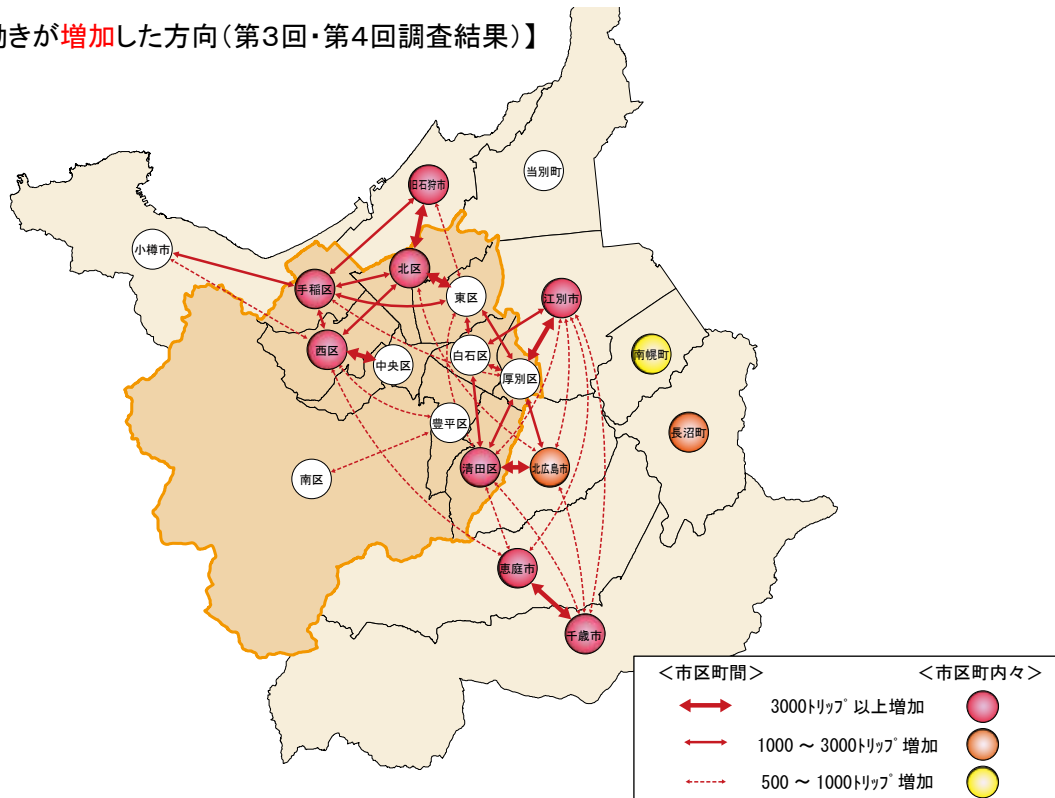 動きが増加した方向(第3回・第4回調査結果)】
当別町
旧石狩市
小樽市
北区
手稲区
東区
江別市
西区
中央区
白石区
厚別区
南幌町
豊平区
長沼町
清田区
北広島市
南区
恵庭市
千歳市
<市区町間>
<市区町内々>
3000トリップ以上増加
1000 ~ 3000トリップ増加
500 ~ 1000トリップ増加